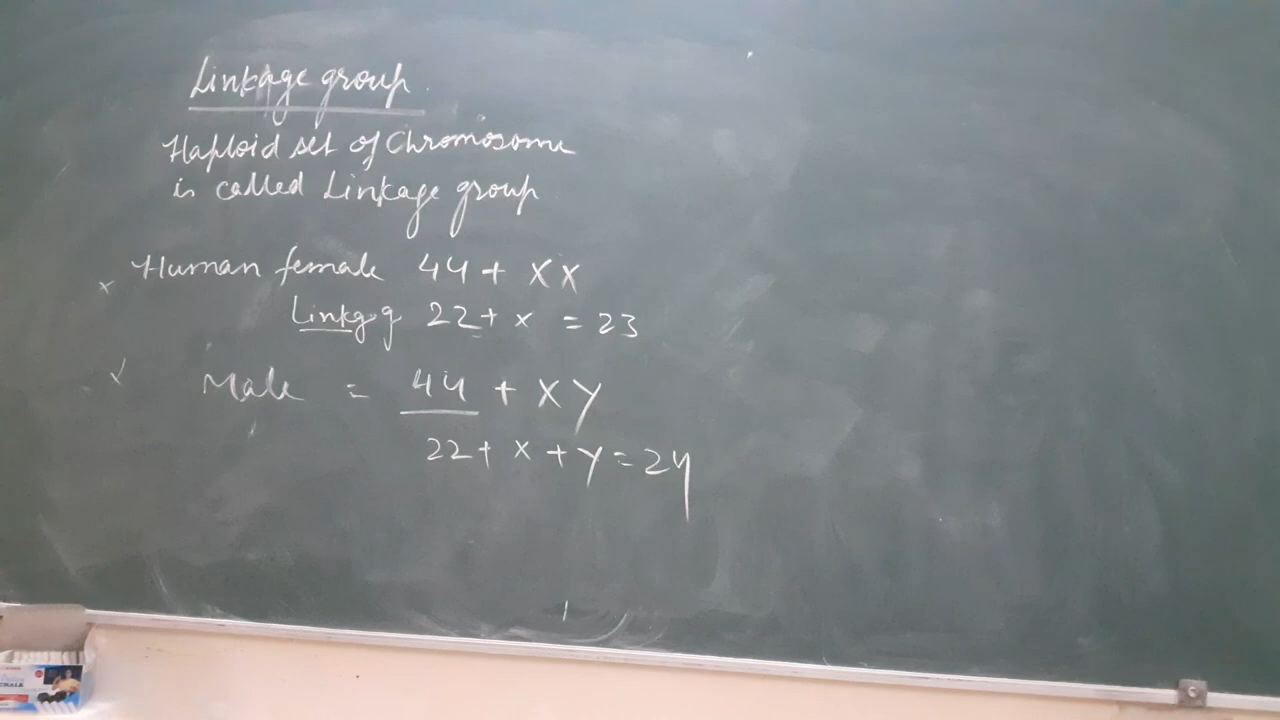 Linkage group.
Haploid set of Chromosome
is called Linkage group
x Human female 44 + XX
Linkg g 22 + x = 23
Male = 44 + XY
22 + x + y = 24
CHALK